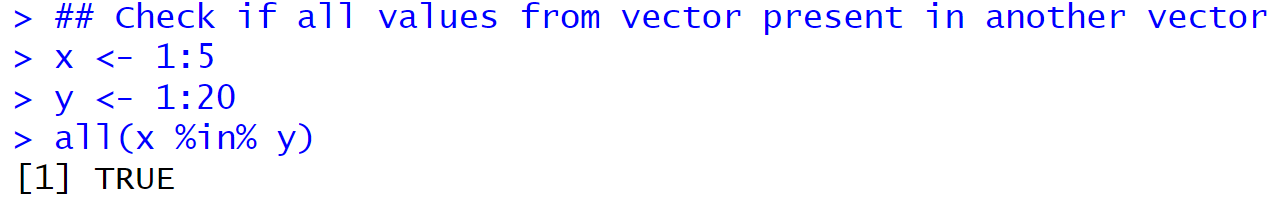 > ## Check if all values from vector present in another vector
> x <- 1:5
> y <- 1:20
> all(x %in% y)
[1] TRUE